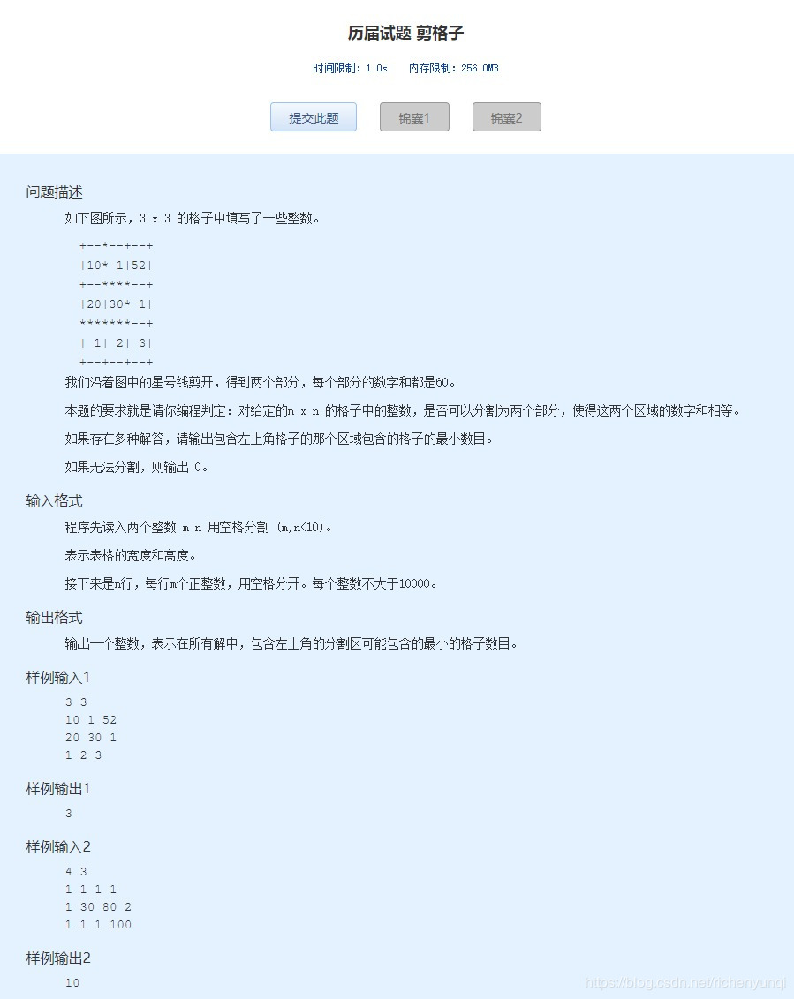 历届试题 剪格子
时间限制：1.0s 内存限制：256.0MB
提交此题 锦囊1 锦囊2
问题描述
如下图所示，3 x 3 的格子中填写了一些整数。
+--*--+--+
|10* 1|52|
+--****--+
|20|30* 1|
*******--+
| 1| 2| 3|
+--+--+--+
我们沿着图中的星号线剪开，得到两个部分，每个部分的数字和都是60。
本题的要求就是请你编程判定：对给定的m x n 的格子中的整数，是否可以分割为两个部分，使得这两个区域的数字和相等。
如果存在多种解答，请输出包含左上角格子的那个区域包含的格子的最小数目。
如果无法分割，则输出 0。
输入格式
程序先读入两个整数 m n 用空格分割 (m,n<10)。
表示表格的宽度和高度。
接下来是n行，每行m个正整数，用空格分开。每个整数不大于10000。
输出格式
输出一个整数，表示在所有解中，包含左上角的分割区可能包含的最小的格子数目。
样例输入1
3 3
10 1 52
20 30 1
1 2 3
样例输出1
3
样例输入2
4 3
1 1 1 1
1 30 80 2
1 1 1 100
样例输出2
10
https://blog.csdn.net/richenyunqi